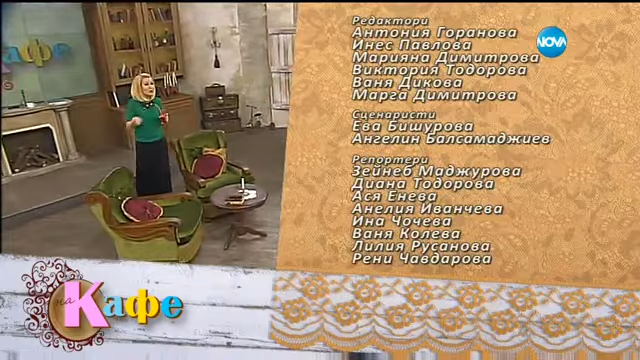 Редактори
Антония Горанова
Инес Павлова
Марияна Димитрова
Виктория Тодорова
Ваня Дикова
Марга Димитрова
Сценаристи
Ева Бишурова
Ангелин Балсамаджиев
Репортери
Зейнеб Маджурова
Диана Тодорова
Ася Енева
Анелия Иванчева
Ина Чочева
Ваня Колева
Лилия Русанова
Рени Чавдарова
NOVA
Кафе
на Кафе